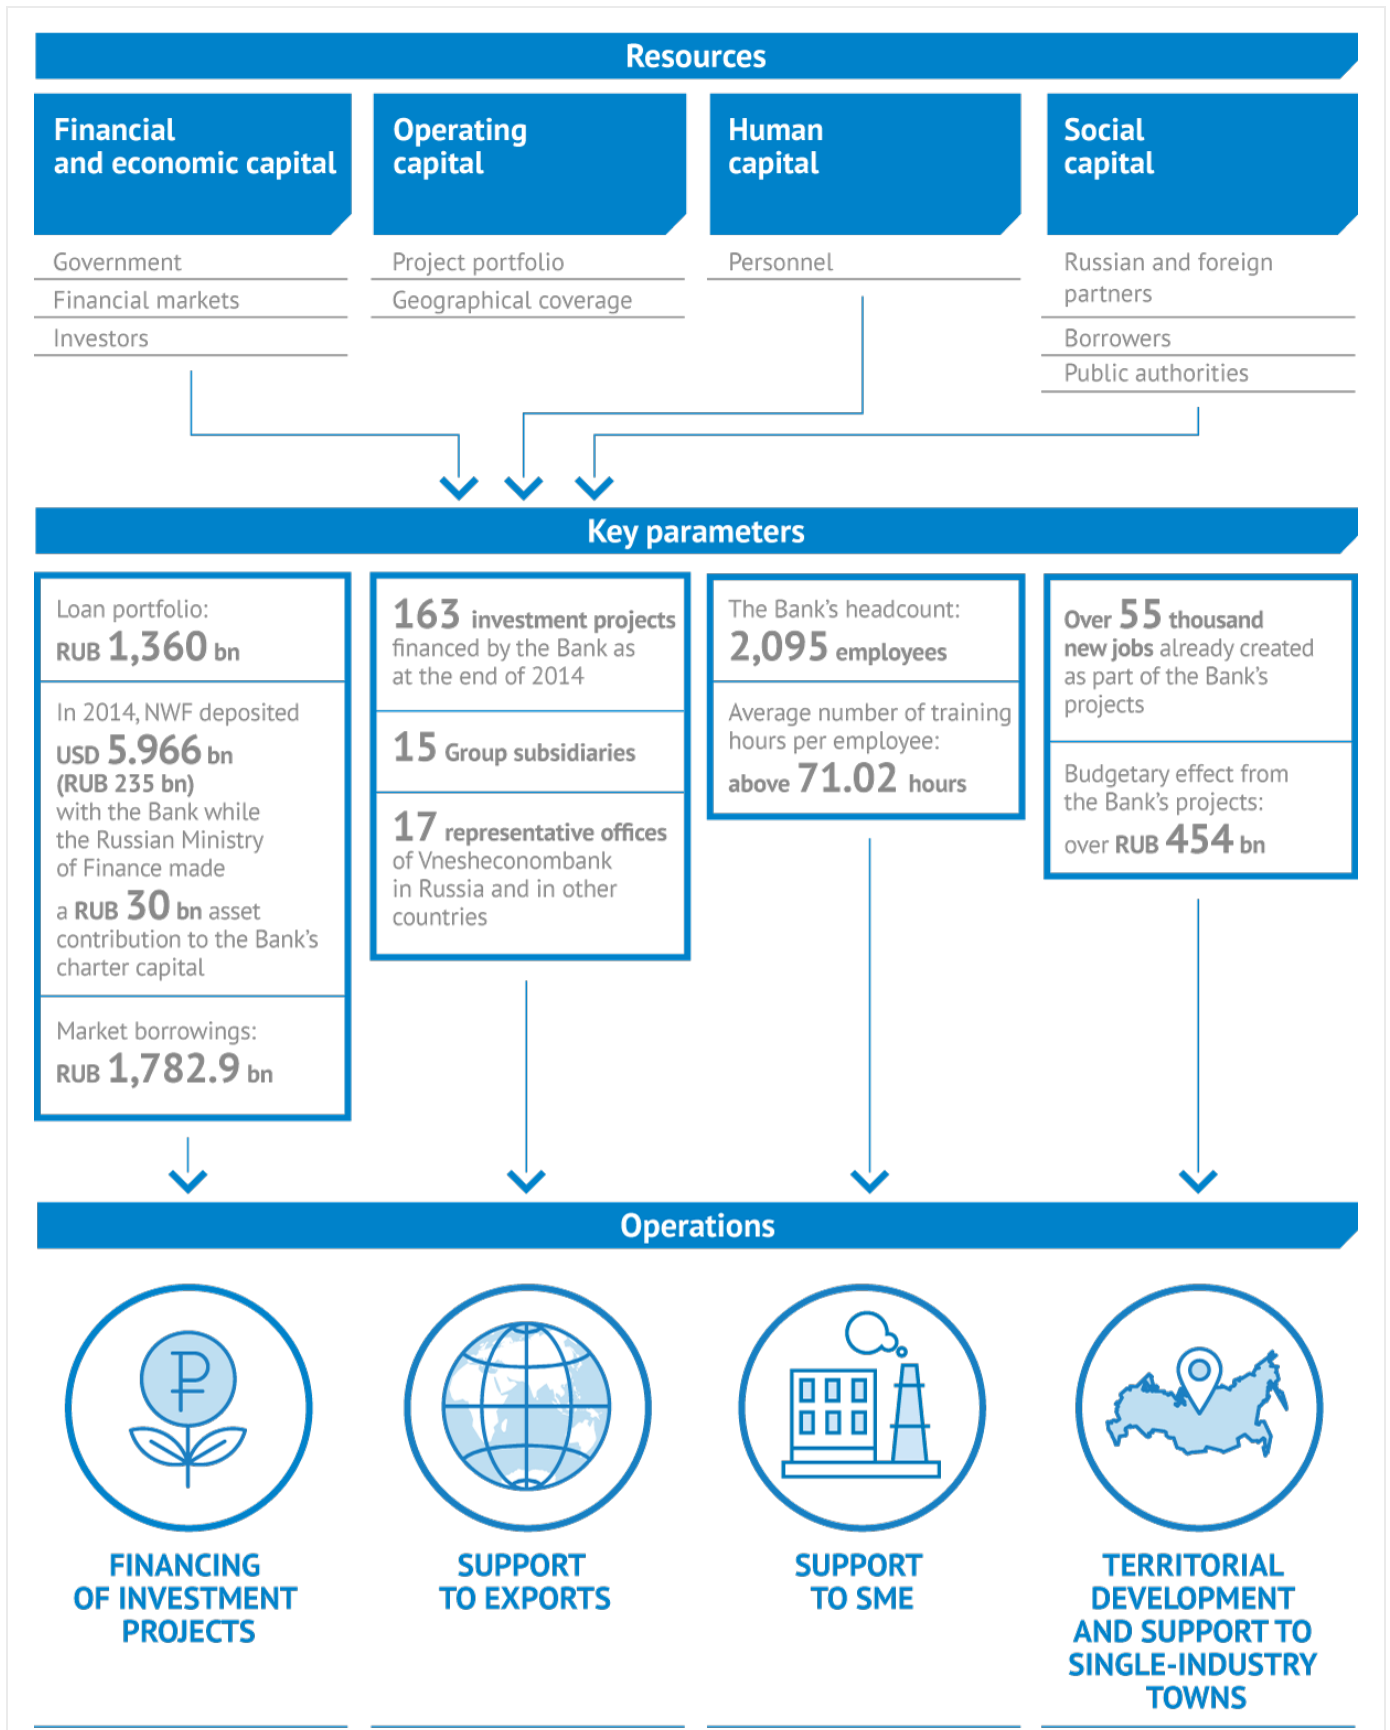 Resources
Financial
and economic capital
Government
Financial markets
Investors
Operating
capital
Project portfolio
Geographical coverage
Human
capital
Personnel
Social
capital
Russian and foreign
partners
Borrowers
Public authorities
Key parameters
Loan portfolio:
RUB 1,360 bn
In 2014, NWF deposited
USD 5.966 bn
(RUB 235 bn)
with the Bank while
the Russian Ministry
of Finance made
a RUB 30 bn asset
contribution to the Bank's
charter capital
Market borrowings:
RUB 1,782.9 bn
163 investment projects
financed by the Bank as
at the end of 2014
15 Group subsidiaries
17 representative offices
of Vnesheconombank
in Russia and in other
countries
The Bank's headcount:
2,095 employees
Average number of training
hours per employee:
above 71.02 hours
Over 55 thousand
new jobs already created
as part of the Bank's
projects
Budgetary effect from
the Bank's projects:
over RUB 454 bn
Operations
FINANCING
OF INVESTMENT
PROJECTS
SUPPORT
TO EXPORTS
SUPPORT
TO SME
TERRITORIAL
DEVELOPMENT
AND SUPPORT TO
SINGLE-INDUSTRY
TOWNS